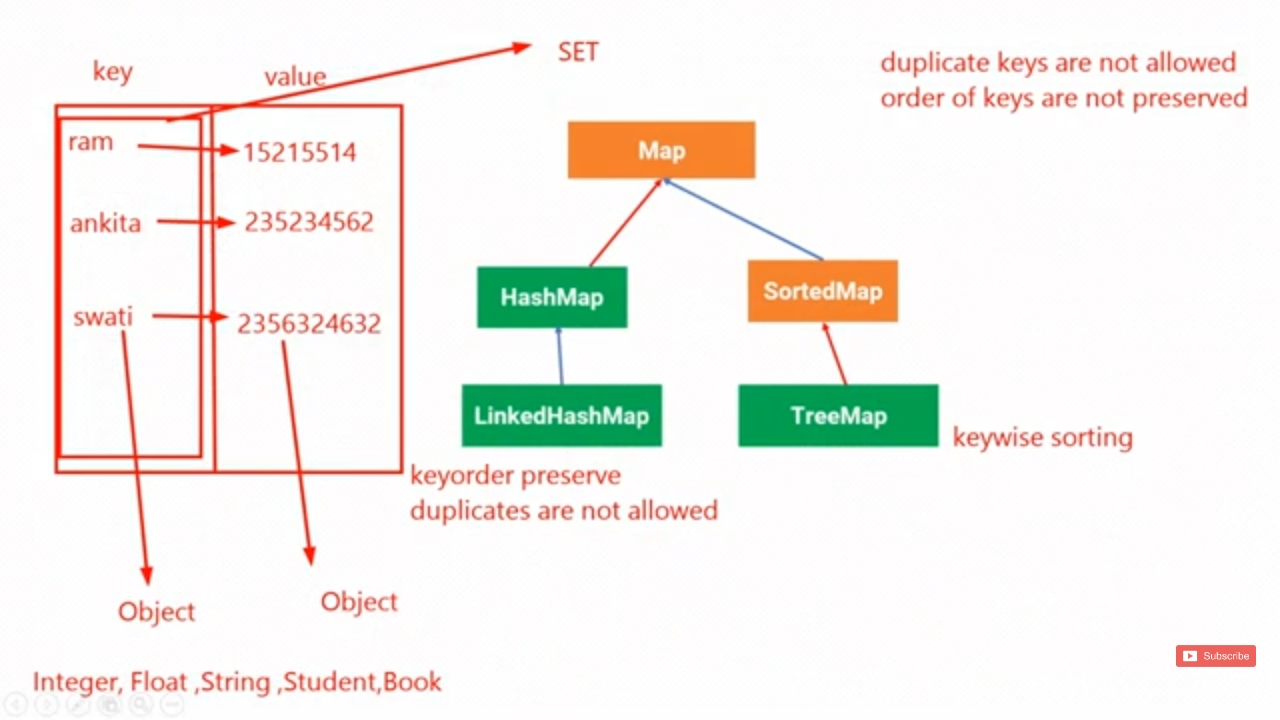 key
value
SET
duplicate keys are not allowed
order of keys are not preserved
ram
15215514
Map
ankita
235234562
HashMap
SortedMap
swati
2356324632
LinkedHashMap
TreeMap
keywise sorting
keyorder preserve
duplicates are not allowed
Object
Object
Subscribe
Integer, Float ,String ,Student,Book